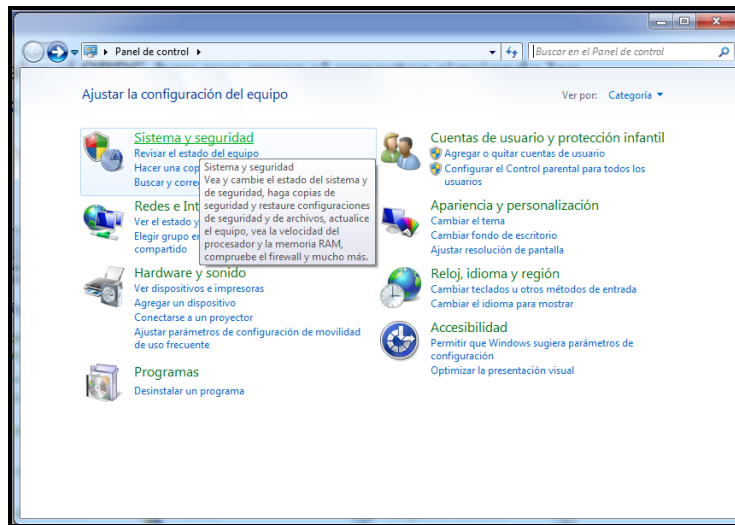 Panel de control
Buscar en el Panel de control
Ajustar la configuración del equipo
Ver por:
Categoría
Sistema y seguridad
Revisar el estado del equipo
Hacer una cop
Buscar y corre
Sistema y seguridad
Vea y cambie el estado del sistema y
de seguridad, haga copias de
seguridad y restaure configuraciones
de seguridad y de archivos, actualice
el equipo, vea la velocidad del
procesador y la memoria RAM,
compruebe el firewall y mucho más.
Redes e Int
Ver el estado y
Elegir grupo en
compartido
Hardware y sonido
Ver dispositivos e impresoras
Agregar un dispositivo
Conectarse a un proyector
Ajustar parámetros de configuración de movilidad
de uso frecuente
Programas
Desinstalar un programa
Cuentas de usuario y protección infantil
Agregar o quitar cuentas de usuario
Configurar el Control parental para todos los
usuarios
Apariencia y personalización
Cambiar el tema
Cambiar fondo de escritorio
Ajustar resolución de pantalla
Reloj, idioma y región
Cambiar teclados u otros métodos de entrada
Cambiar el idioma para mostrar
Accesibilidad
Permitir que Windows sugiera parámetros de
configuración
Optimizar la presentación visual